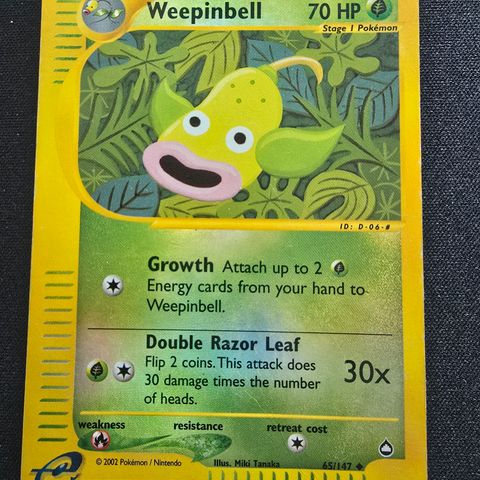 Weepinbell 70 HP
Stage 1 Pokémon
ID: D-06-#
Growth Attach up to 2
Energy cards from your hand to
Weepinbell.
Double Razor Leaf
Flip 2 coins. This attack does
30 damage times the number
of heads.
30x
weakness resistance retreat cost
© 2002 Pokémon / Nintendo Illus. Miki Tanaka 65/147 ◆